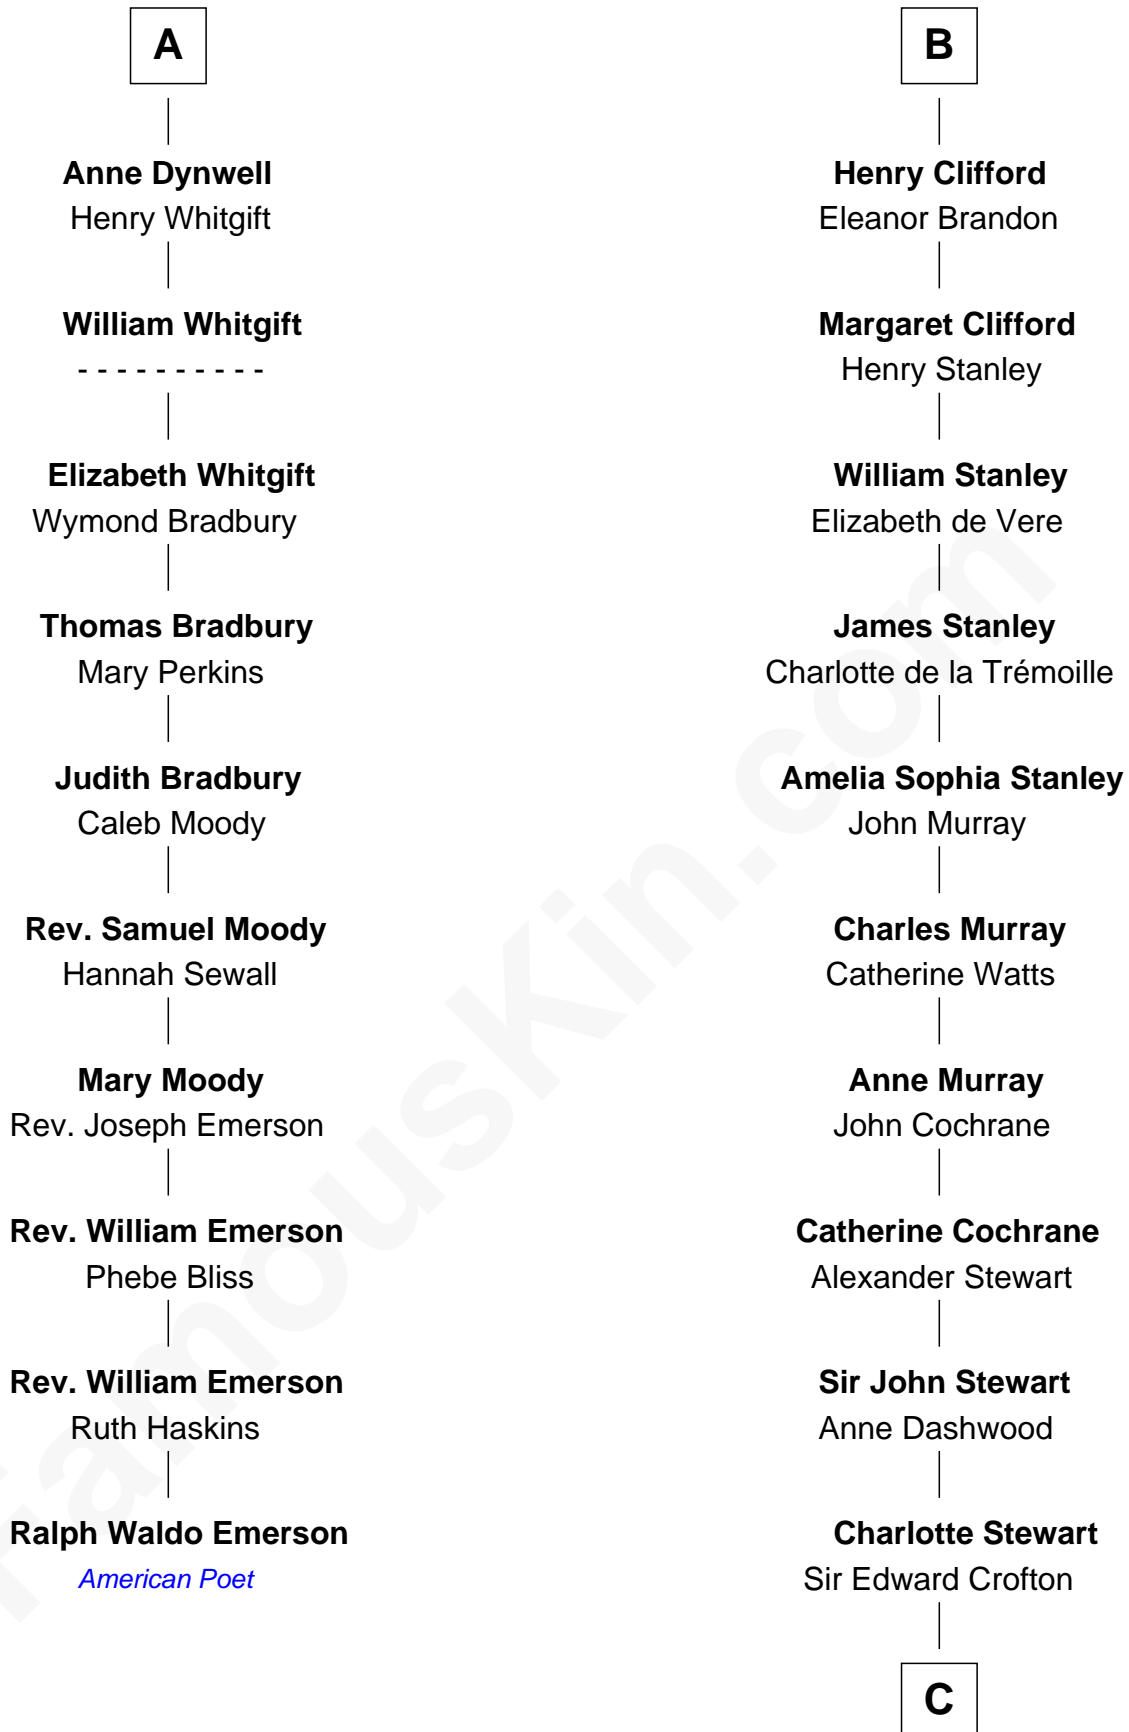 A
Anne Dynwell
Henry Whitgift
William Whitgift
- - - - - - - - - -
Elizabeth Whitgift
Wymond Bradbury
Thomas Bradbury
Mary Perkins
Judith Bradbury
Caleb Moody
Rev. Samuel Moody
Hannah Sewall
Mary Moody
Rev. Joseph Emerson
Rev. William Emerson
Phebe Bliss
Rev. William Emerson
Ruth Haskins
Ralph Waldo Emerson
American Poet
B
Henry Clifford
Eleanor Brandon
Margaret Clifford
Henry Stanley
William Stanley
Elizabeth de Vere
James Stanley
Charlotte de la Trémoille
Amelia Sophia Stanley
John Murray
Charles Murray
Catherine Watts
Anne Murray
John Cochrane
Catherine Cochrane
Alexander Stewart
Sir John Stewart
Anne Dashwood
Charlotte Stewart
Sir Edward Crofton
C
FamousKin.com